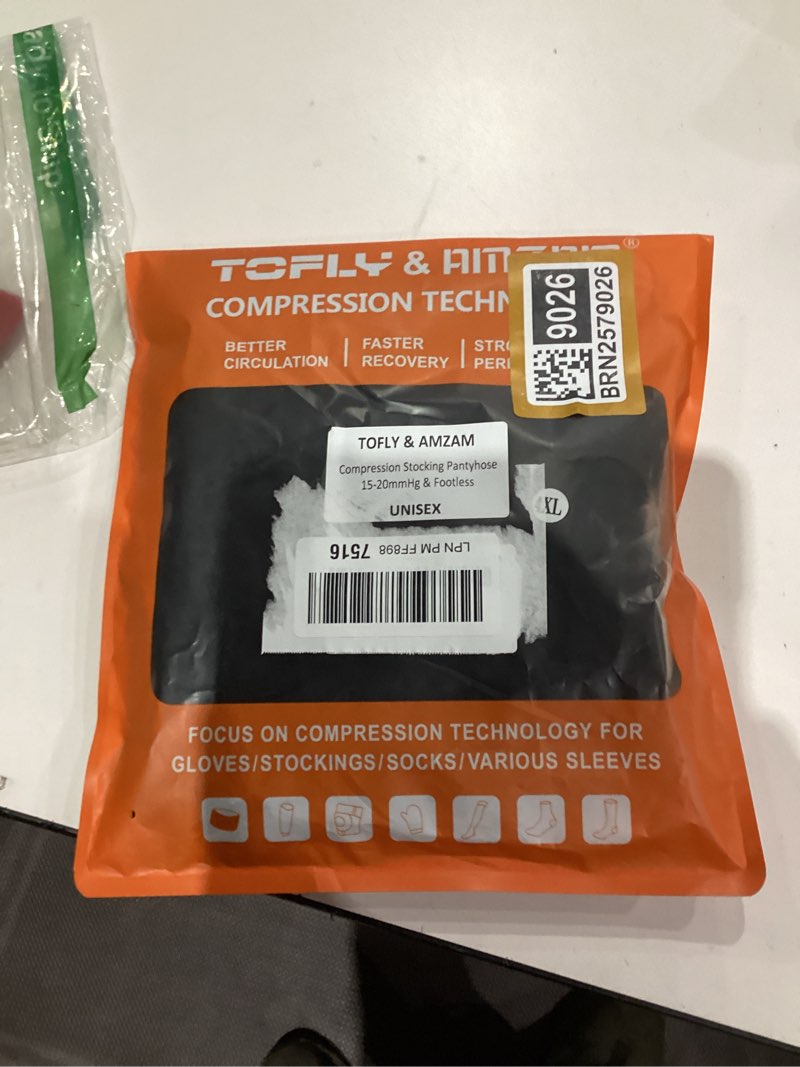 TOFLY & AMZAM®
COMPRESSION TECHN
BETTER
CIRCULATION
FASTER
RECOVERY
9026
BRN2579026
TOFLY & AMZAM
Compression Stocking Pantyhose
15-20mmHg & Footless
UNISEX
XL
LPN PM FF898 7516
FOCUS ON COMPRESSION TECHNOLOGY FOR
GLOVES/STOCKINGS/SOCKS/VARIOUS SLEEVES